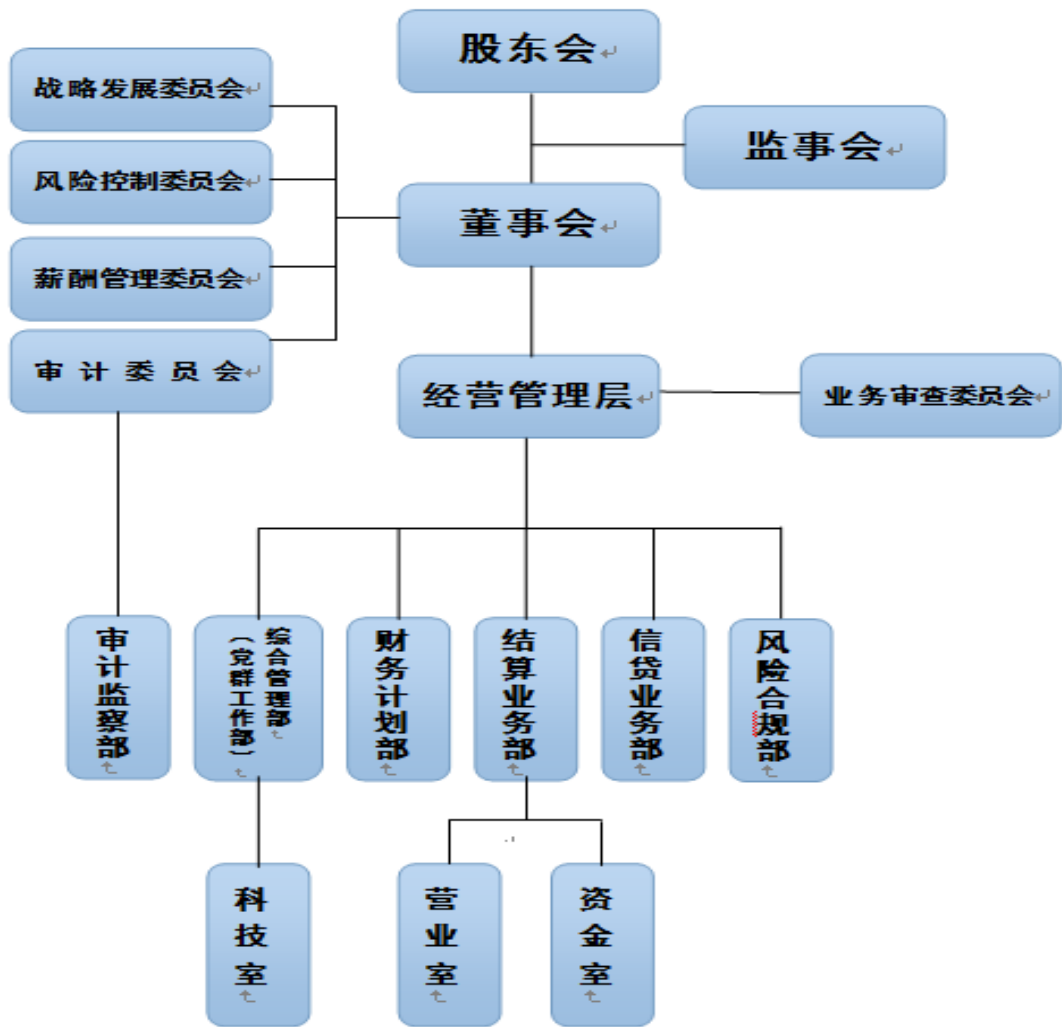 股东会
战略发展委员会
监事会
风险控制委员会
董事会
薪酬管理委员会
审计委员会
经营管理层
业务审查委员会
审计监察部
综合管理部
（党群工作部）
财务计划部
结算业务部
信贷业务部
风险合规部
科技室
营业室
资金室